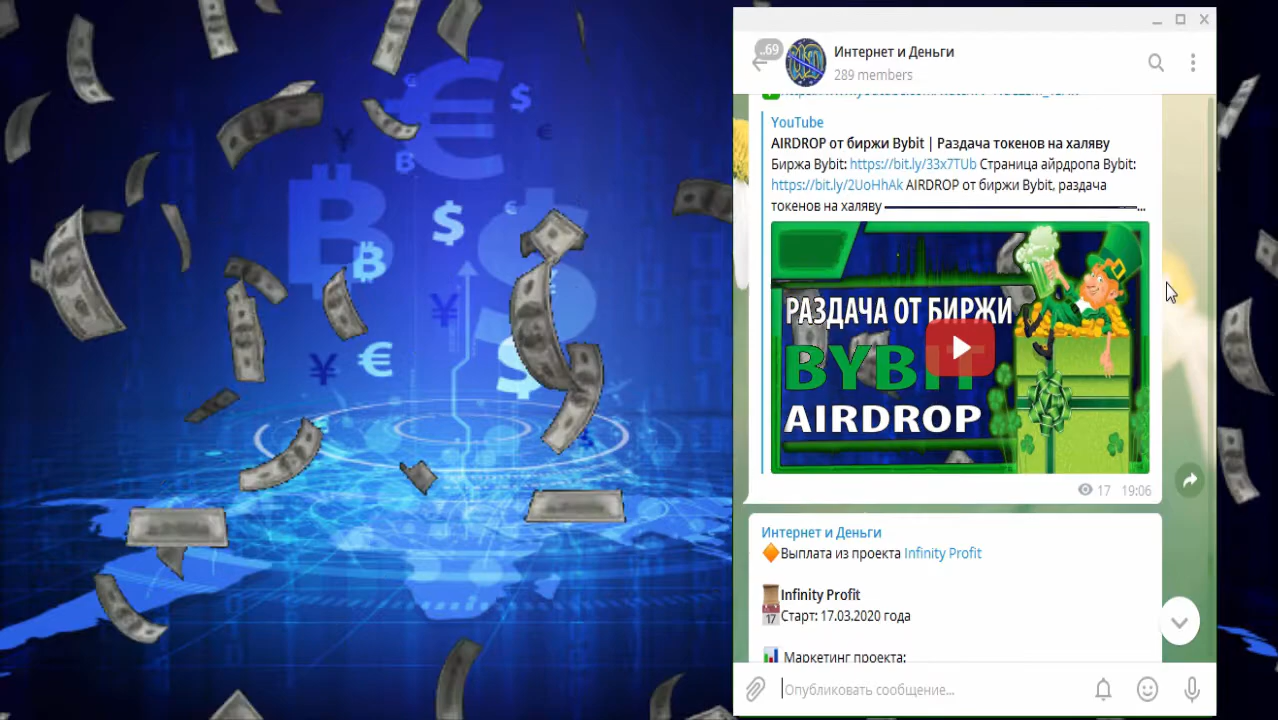 ..69
Интернет и Деньги
289 members
YouTube
AIRDROP от биржи Bybit | Раздача токенов на халяву
Биржа Bybit: https://bit.ly/33x7TUb Страница айрдропа Bybit:
https://bit.ly/2UoHhAk AIRDROP от биржи Bybit, раздача
токенов на халяву ...
РАЗДАЧА ОТ БИРЖИ
BYBIT
AIRDROP
17 19:06
Интернет и Деньги
Выплата из проекта Infinity Profit
Infinity Profit
17 Старт: 17.03.2020 года
Маркетинг проекта:
Опубликовать сообщение...